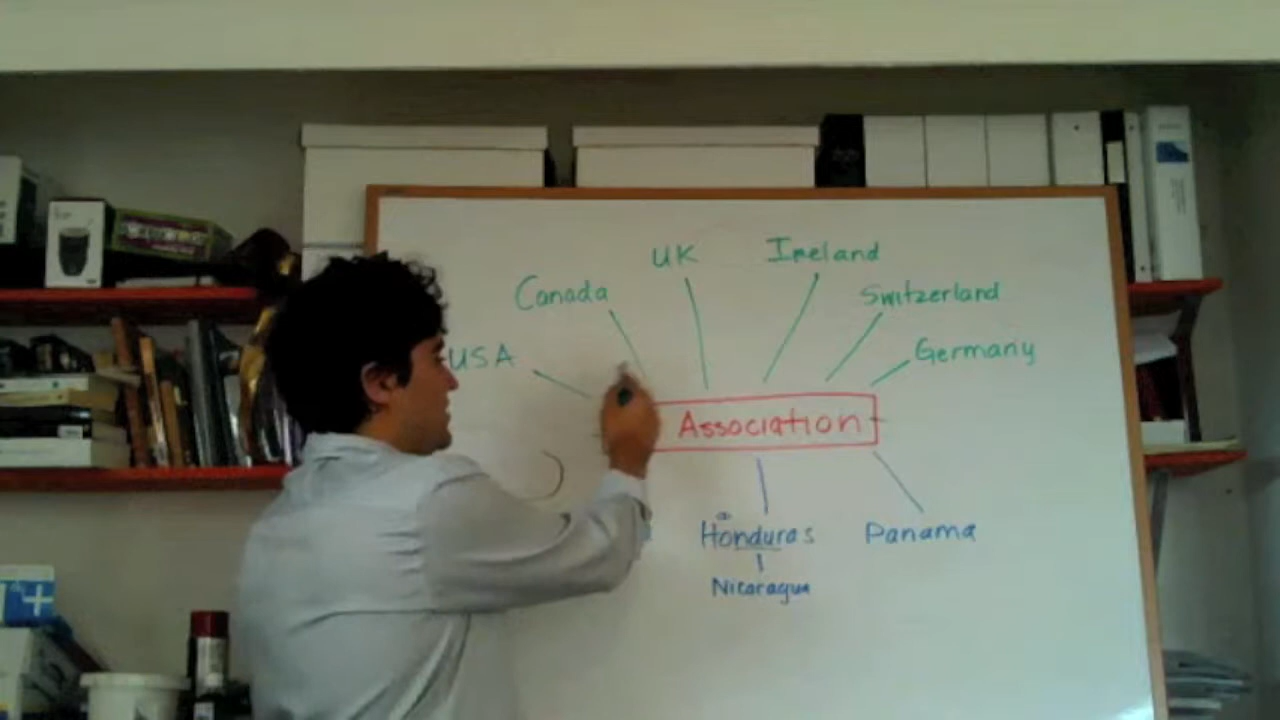 UK
Ireland
Canada
Switzerland
USA
Germany
Association
Honduras
Panama
Nicaragua